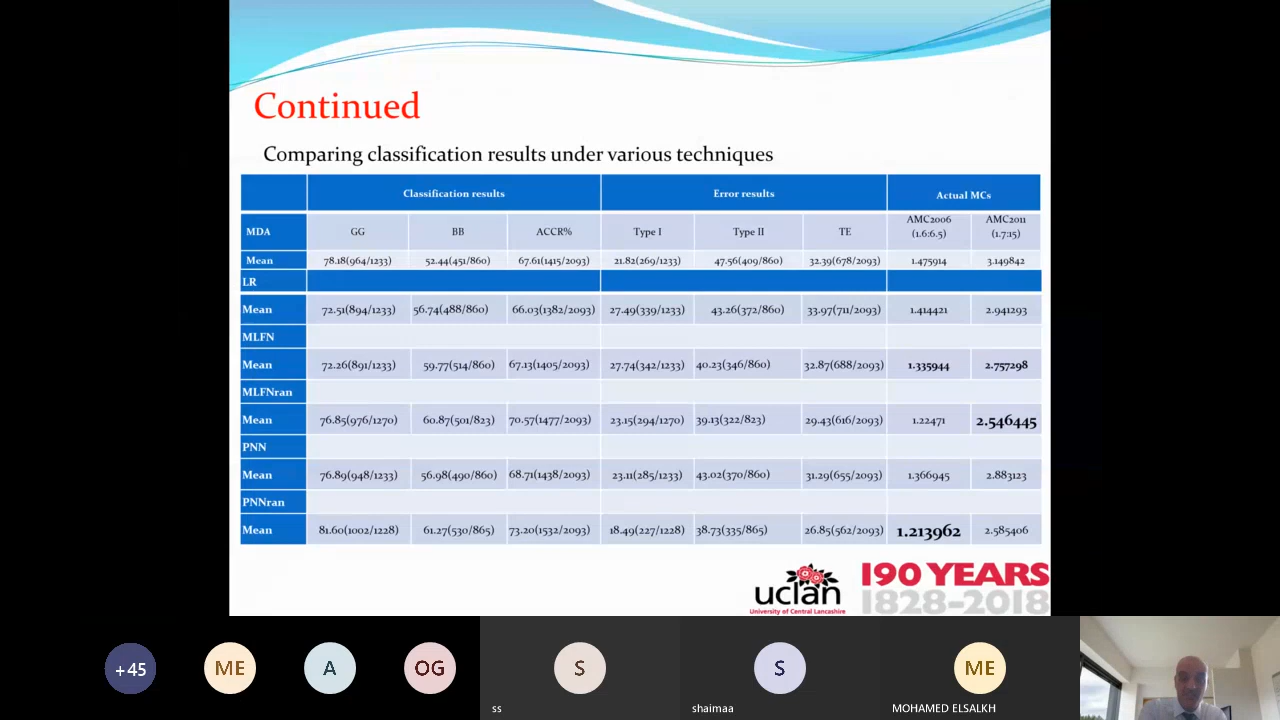 Continued
Comparing classification results under various techniques
Classification results Error results Actual MCs
MDA GG BB ACCR% Type I Type II TE AMC2006 (1.6:6.5) AMC2011 (1.7:15)
Mean 78.18(964/1233) 52.44(451/860) 67.61(1415/2093) 21.82(269/1233) 47.56(409/860) 32.39(678/2093) 1.475914 3.149842
LR
Mean 72.51(894/1233) 56.74(488/860) 66.03(1382/2093) 27.49(339/1233) 43.26(372/860) 33.97(711/2093) 1.414421 2.941293
MLFN
Mean 72.26(891/1233) 59.77(514/860) 67.13(1405/2093) 27.74(342/1233) 40.23(346/860) 32.87(688/2093) 1.335944 2.757298
MLFNran
Mean 76.85(976/1270) 60.87(501/823) 70.57(1477/2093) 23.15(294/1270) 39.13(322/823) 29.43(616/2093) 1.22471 2.546445
PNN
Mean 76.89(948/1233) 56.98(490/860) 68.71(1438/2093) 23.11(285/1233) 43.02(370/860) 31.29(655/2093) 1.366945 2.883123
PNNran
Mean 81.60(1002/1228) 61.27(530/865) 73.20(1532/2093) 18.49(227/1228) 38.73(335/865) 26.85(562/2093) 1.213962 2.585406
uclan
University of Central Lancashire
190 YEARS
1828-2018
+45 ME A OG S S ME
ss shaimaa MOHAMED ELSALKH